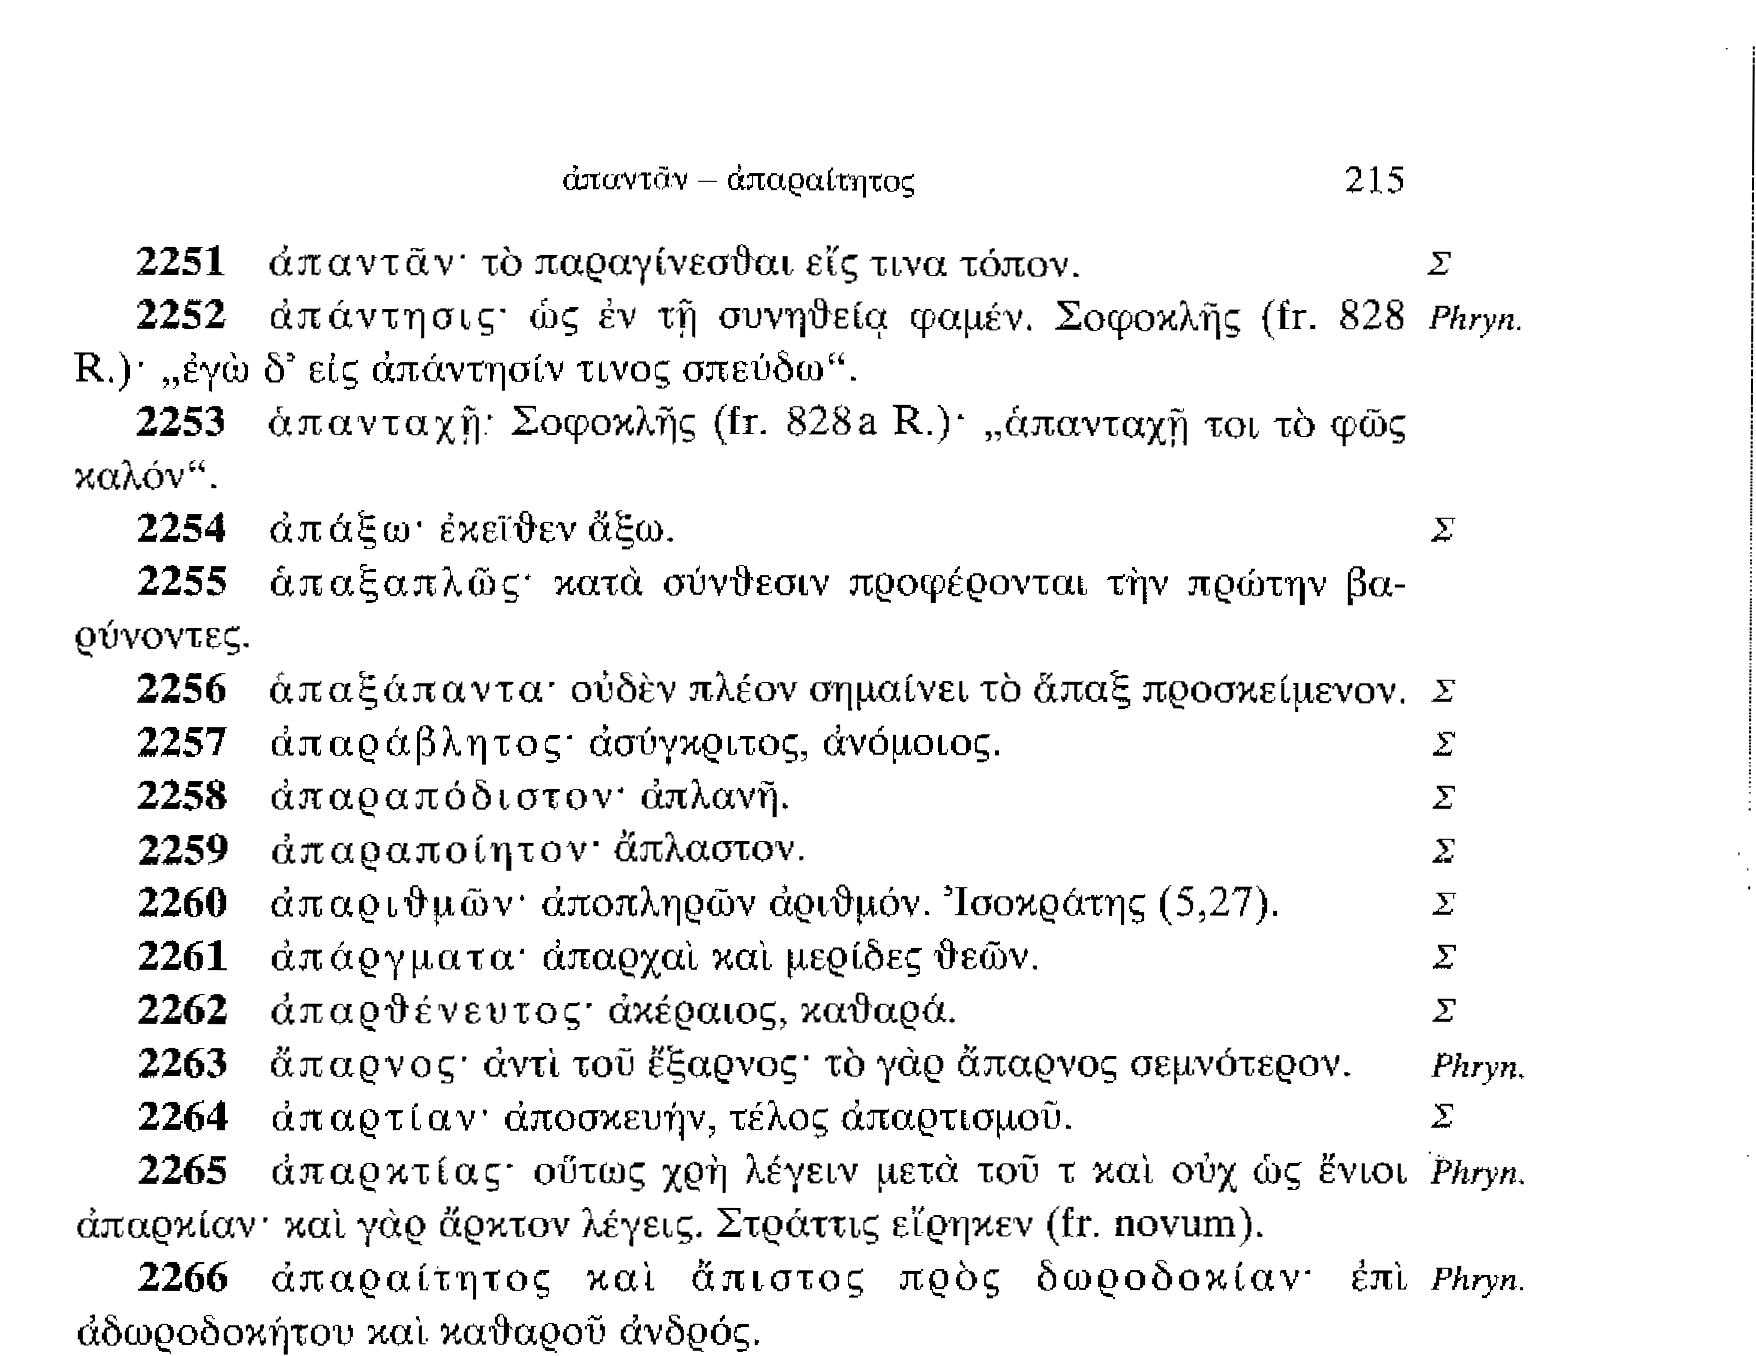 ἀπαντᾶν – ἀπαραίτητος 215
2251 ἀπαντᾶν· τὸ παραγίνεσθαι εἴς τινα τόπον. Σ
2252 ἀπάντησις· ὡς ἐν τῇ συνηθείᾳ φαμέν. Σοφοκλῆς (fr. 828 Phryn.
R.)· „ἐγὼ δ’ εἰς ἀπάντησίν τινος σπεύδω“.
2253 ἁπανταχῇ· Σοφοκλῆς (fr. 828a R.)· „ἁπανταχῇ τοι τὸ φῶς
καλόν“.
2254 ἀπάξω· ἐκεῖθεν ἄξω. Σ
2255 ἁπαξαπλῶς· κατὰ σύνθεσιν προφέρονται τὴν πρώτην βα-
ρύνοντες.
2256 ἁπαξάπαντα· οὐδὲν πλέον σημαίνει τὸ ἅπαξ προσκείμενον. Σ
2257 ἀπαράβλητος· ἀσύγκριτος, ἀνόμοιος. Σ
2258 ἀπαραπόδιστον· ἀπλανῆ. Σ
2259 ἀπαραποίητον· ἄπλαστον. Σ
2260 ἀπαριθμῶν· ἀποπληρῶν ἀριθμόν. Ἰσοκράτης (5,27). Σ
2261 ἀπάργματα· ἀπαρχαὶ καὶ μερίδες θεῶν. Σ
2262 ἀπαρθένευτος· ἀκέραιος, καθαρά. Σ
2263 ἄπαρνος· ἀντὶ τοῦ ἔξαρνος· τὸ γὰρ ἄπαρνος σεμνότερον. Phryn.
2264 ἀπαρτίαν· ἀποσκευήν, τέλος ἀπαρτισμοῦ. Σ
2265 ἀπαρκτίας· οὕτως χρὴ λέγειν μετὰ τοῦ τ καὶ οὐχ ὡς ἔνιοι Phryn.
ἀπαρκίαν· καὶ γὰρ ἄρκτον λέγεις. Στράττις εἴρηκεν (fr. novum).
2266 ἀπαραίτητος καὶ ἄπιστος πρὸς δωροδοκίαν· ἐπὶ Phryn.
ἀδωροδοκήτου καὶ καθαροῦ ἀνδρός.